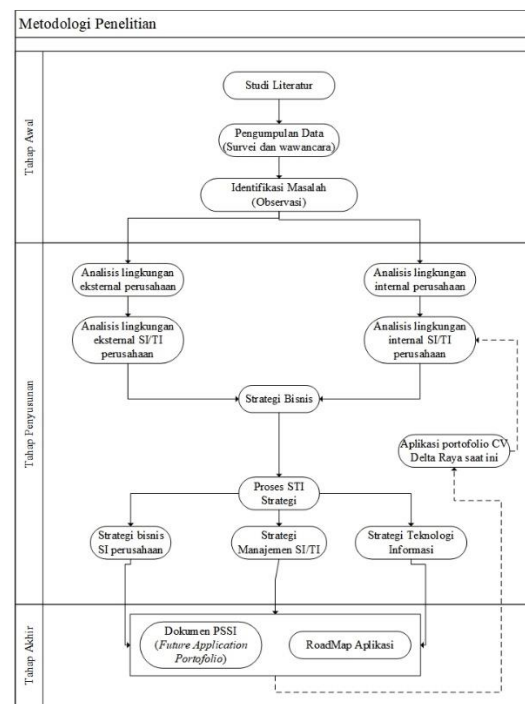 Metodologi Penelitian
Tahap Awal
Studi Literatur
Pengumpulan Data
(Survei dan wawancara)
Identifikasi Masalah
(Observasi)
Tahap Penyusunan
Analisis lingkungan
eksternal perusahaan
Analisis lingkungan
internal perusahaan
Analisis lingkungan
eksternal SI/TI
perusahaan
Analisis lingkungan
internal SI/TI
perusahaan
Strategi Bisnis
Aplikasi portofolio CV
Delta Raya saat ini
Proses STI
Strategi
Strategi bisnis
SI perusahaan
Strategi
Manajemen SI/TI
Strategi Teknologi
Informasi
Tahap Akhir
Dokumen PSSI
(Future Application
Portofolio)
RoadMap Aplikasi